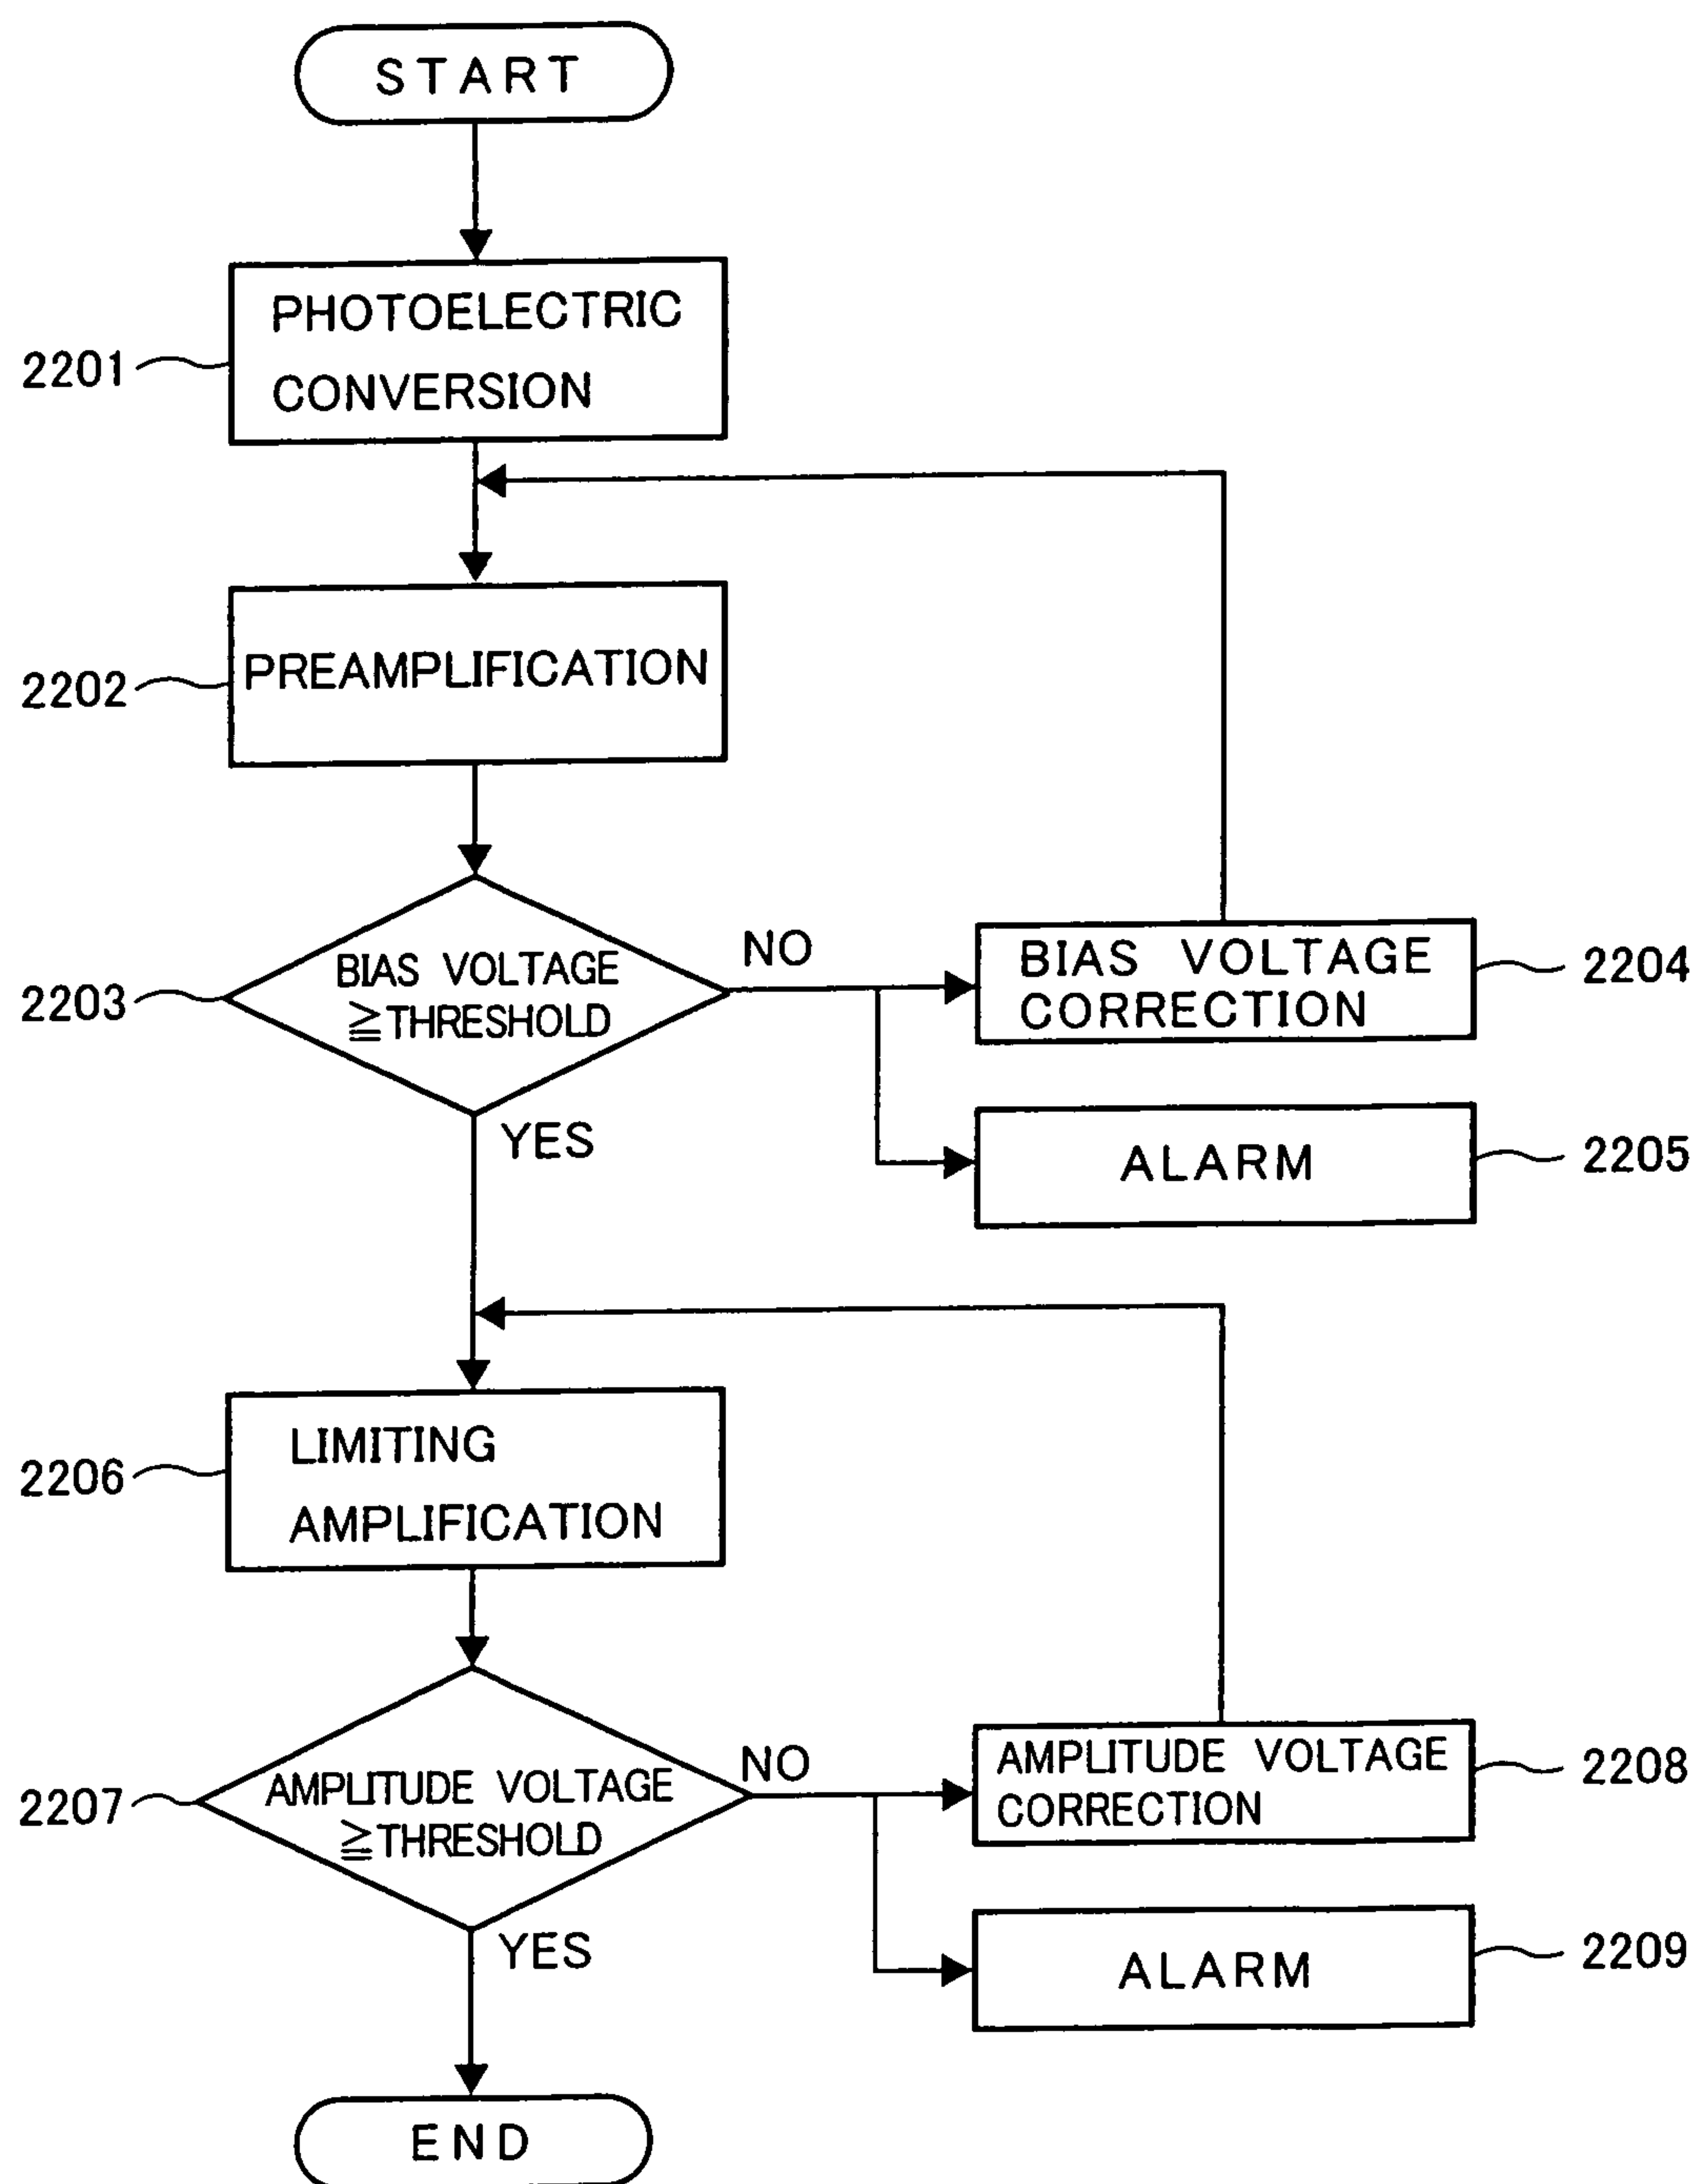 START
PHOTOELECTRIC
CONVERSION
2201
PREAMPLIFICATION
2202
BIAS VOLTAGE
≧THRESHOLD
2203
NO
YES
BIAS VOLTAGE
CORRECTION
2204
ALARM
2205
LIMITING
AMPLIFICATION
2206
AMPLITUDE VOLTAGE
≧THRESHOLD
2207
NO
YES
AMPLITUDE VOLTAGE
CORRECTION
2208
ALARM
2209
END